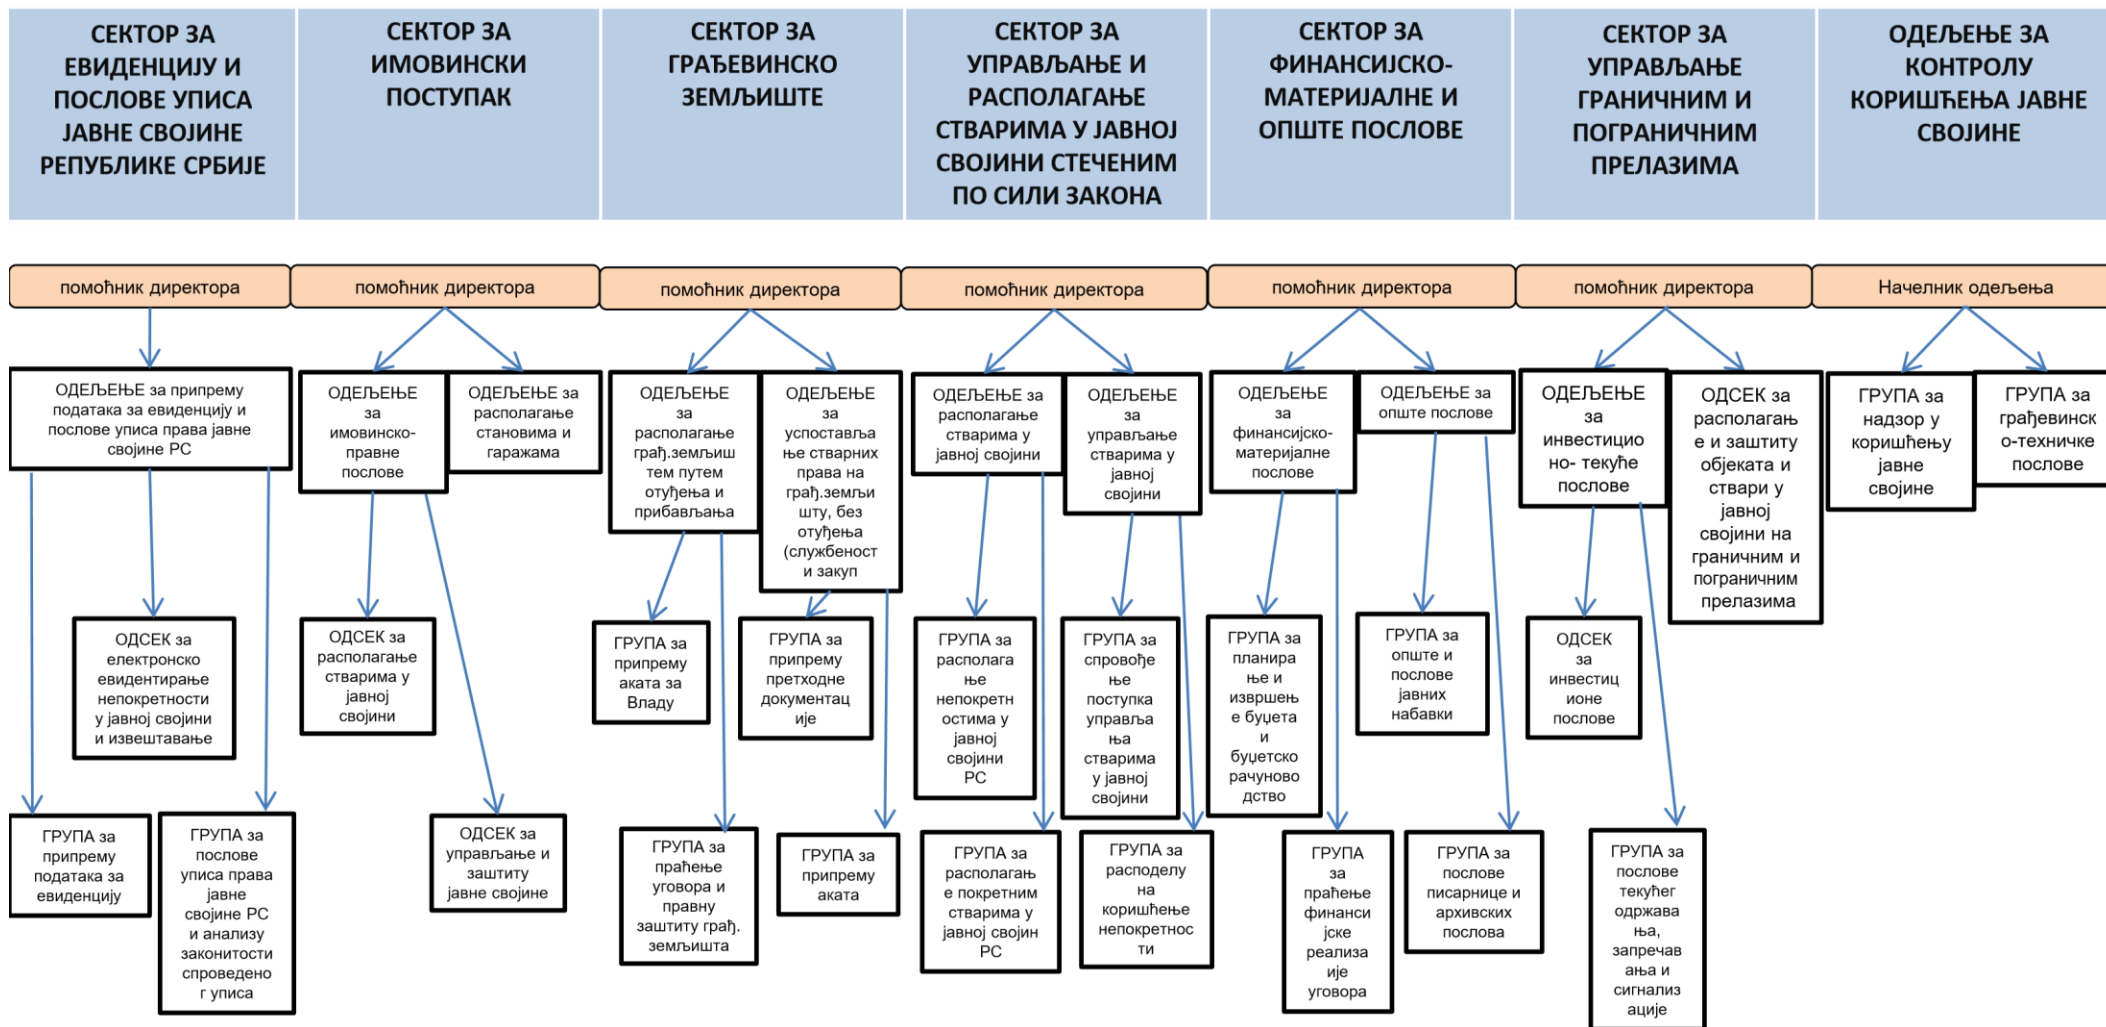 СЕКТОР ЗА
ЕВИДЕНЦИЈУ И
ПОСЛОВЕ УПИСА
ЈАВНЕ СВОЈИНЕ
РЕПУБЛИКЕ СРБИЈЕ
СЕКТОР ЗА
ИМОВИНСКИ
ПОСТУПАК
СЕКТОР ЗА
ГРАЂЕВИНСКО
ЗЕМЉИШТЕ
СЕКТОР ЗА
УПРАВЉАЊЕ И
РАСПОЛАГАЊЕ
СТВАРИМА У ЈАВНОЈ
СВОЈИНИ СТЕЧЕНИМ
ПО СИЛИ ЗАКОНА
СЕКТОР ЗА
ФИНАНСИЈСКО-
МАТЕРИЈАЛНЕ И
ОПШТЕ ПОСЛОВЕ
СЕКТОР ЗА
УПРАВЉАЊЕ
ГРАНИЧНИМ И
ПОГРАНИЧНИМ
ПРЕЛАЗИМА
ОДЕЉЕЊЕ ЗА
КОНТРОЛУ
КОРИШЋЕЊА ЈАВНЕ
СВОЈИНЕ
помоћник директора
помоћник директора
помоћник директора
помоћник директора
помоћник директора
помоћник директора
Начелник одељења
ОДЕЉЕЊЕ за припрему
података за евиденцију и
послове уписа права јавне
својине РС
ОДЕЉЕЊЕ
за
имовинско-
правне
послове
ОДЕЉЕЊЕ за
располагање
становима и
гаражама
ОДЕЉЕЊЕ
за
располагање
грађ.земљиш
тем путем
отуђења и
прибављања
ОДЕЉЕЊЕ за
успоставља
ње стварних
права на
грађ.земљи
шту, без
отуђења
(службеност
и закуп
ОДЕЉЕЊЕ за
располагање
стварима у
јавној својини
ОДЕЉЕЊЕ
за
управљање
стварима у
јавној
својини
ОДЕЉЕЊЕ
за
финансијско-
материјалне
послове
ОДЕЉЕЊЕ за
опште послове
ОДЕЉЕЊЕ
за
инвестицио
но- текуће
послове
ОДСЕК за
располагањ
е и заштиту
објеката и
ствари у
јавној
својини на
граничним и
пограничним
прелазима
ГРУПА за
надзор у
коришћењу
јавне
својине
ГРУПА за
грађевинск
о-техничке
послове
ОДСЕК за
електронско
евидентирање
непокретности
у јавној својини
и извештавање
ОДСЕК за
располагање
стварима у
јавној
својини
ГРУПА за
припрему
аката за
Владу
ГРУПА за
припрему
претходне
документац
ије
ГРУПА за
располага
ње
непокретн
остима у
јавној
својини
РС
ГРУПА за
спровође
ње
поступка
управља
ња
стварима
у јавној
својини
ГРУПА за
планира
ње и
извршењ
е буџета
и
буџетско
рачуново
дство
ГРУПА за
опште и
послове
јавних
набавки
ОДСЕК
за
инвестиц
ионе
послове
ГРУПА за
припрему
података за
евиденцију
ГРУПА за
послове
уписа права
јавне
својине РС
и анализу
законитости
спроведено
г уписа
ОДСЕК за
управљање и
заштиту
јавне својине
ГРУПА за
праћење
уговора и
правну
заштиту грађ.
земљишта
ГРУПА за
припрему
аката
ГРУПА за
располагањ
е покретним
стварима у
јавној својин
РС
ГРУПА за
расподелу
на
коришћење
непокретнос
ти
ГРУПА
за
праћење
финанси
јске
реализа
ије
уговора
ГРУПА за
послове
писарнице и
архивских
послова
ГРУПА за
послове
текућег
одржава
ња,
запречав
ања и
сигнализ
ације